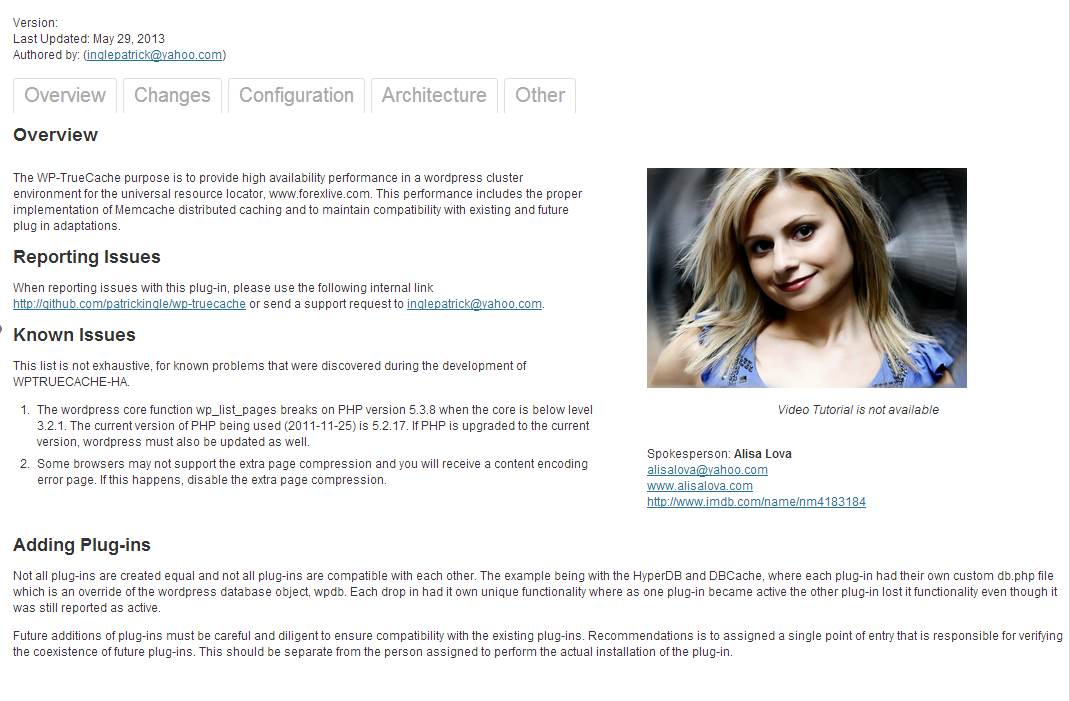 Version:
Last Updated: May 29, 2013
Authored by: (inglepatrick@yahoo.com)
Overview
Changes
Configuration
Architecture
Other
Overview
The WP-TrueCache purpose is to provide high availability performance in a wordpress cluster
environment for the universal resource locator, www.forexlive.com. This performance includes the proper
implementation of Memcache distributed caching and to maintain compatibility with existing and future
plug in adaptations.
Reporting Issues
When reporting issues with this plug-in, please use the following internal link
http://github.com/patrickingle/wp-truecache or send a support request to inglepatrick@yahoo.com.
Known Issues
This list is not exhaustive, for known problems that were discovered during the development of
WPTRUECACHE-HA.
1. The wordpress core function wp_list_pages breaks on PHP version 5.3.8 when the core is below level
3.2.1. The current version of PHP being used (2011-11-25) is 5.2.17. If PHP is upgraded to the current
version, wordpress must also be updated as well.
2. Some browsers may not support the extra page compression and you will receive a content encoding
error page. If this happens, disable the extra page compression.
Video Tutorial is not available
Spokesperson: Alisa Lova
alisalova@yahoo.com
www.alisalova.com
http://www.imdb.com/name/nm4183184
Adding Plug-ins
Not all plug-ins are created equal and not all plug-ins are compatible with each other. The example being with the HyperDB and DBCache, where each plug-in had their own custom db.php file
which is an override of the wordpress database object, wpdb. Each drop in had it own unique functionality where as one plug-in became active the other plug-in lost it functionality even though it
was still reported as active.
Future additions of plug-ins must be careful and diligent to ensure compatibility with the existing plug-ins. Recommendations is to assigned a single point of entry that is responsible for verifying
the coexistence of future plug-ins. This should be separate from the person assigned to perform the actual installation of the plug-in.